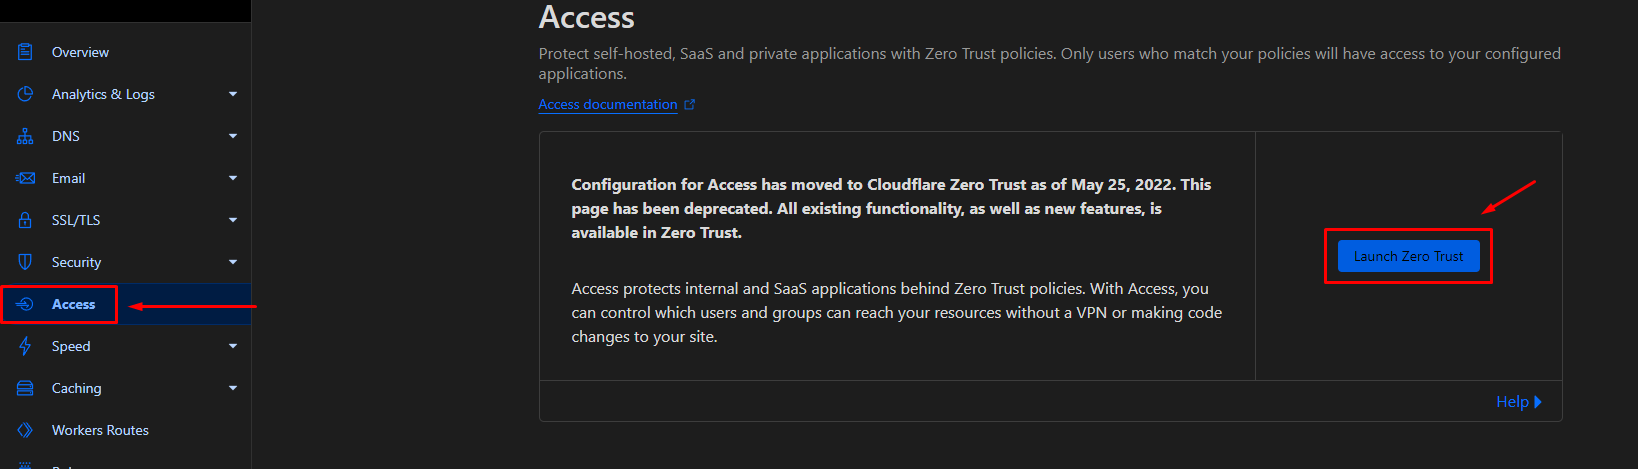 Access
Protect self-hosted, SaaS and private applications with Zero Trust policies. Only users who match your policies will have access to your configured
applications.
Access documentation
Overview
Analytics & Logs
DNS
Email
SSL/TLS
Security
Access
Speed
Caching
Workers Routes
Configuration for Access has moved to Cloudflare Zero Trust as of May 25, 2022. This
page has been deprecated. All existing functionality, as well as new features, is
available in Zero Trust.
Access protects internal and SaaS applications behind Zero Trust policies. With Access, you
can control which users and groups can reach your resources without a VPN or making code
changes to your site.
Launch Zero Trust
Help